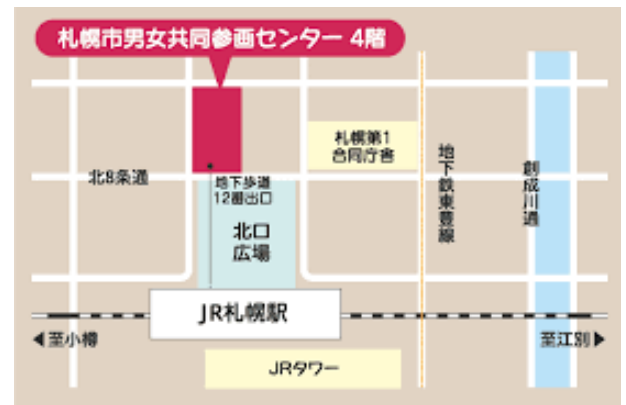 札幌市男女共同参画センター 4階
札幌第1
合同庁舎
地下鉄東豊線
創成川通
北8条通
地下歩道
12番出口
北口
広場
JR札幌駅
◀至小樽
至江別▶
JRタワー